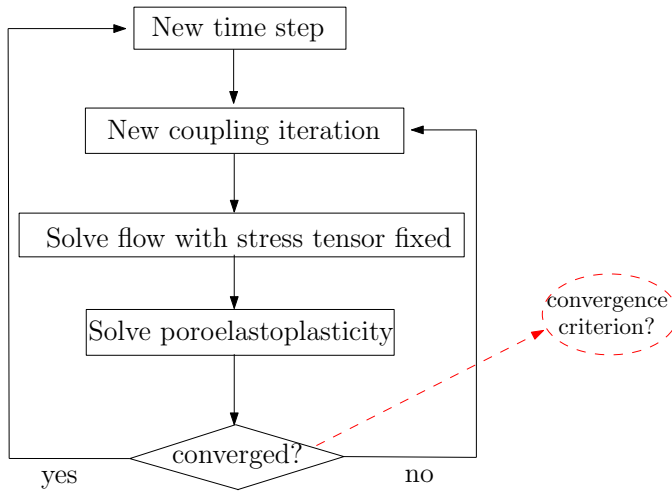 New time step
New coupling iteration
Solve flow with stress tensor fixed
convergence
criterion?
Solve poroelastoplasticity
converged?
yes
no